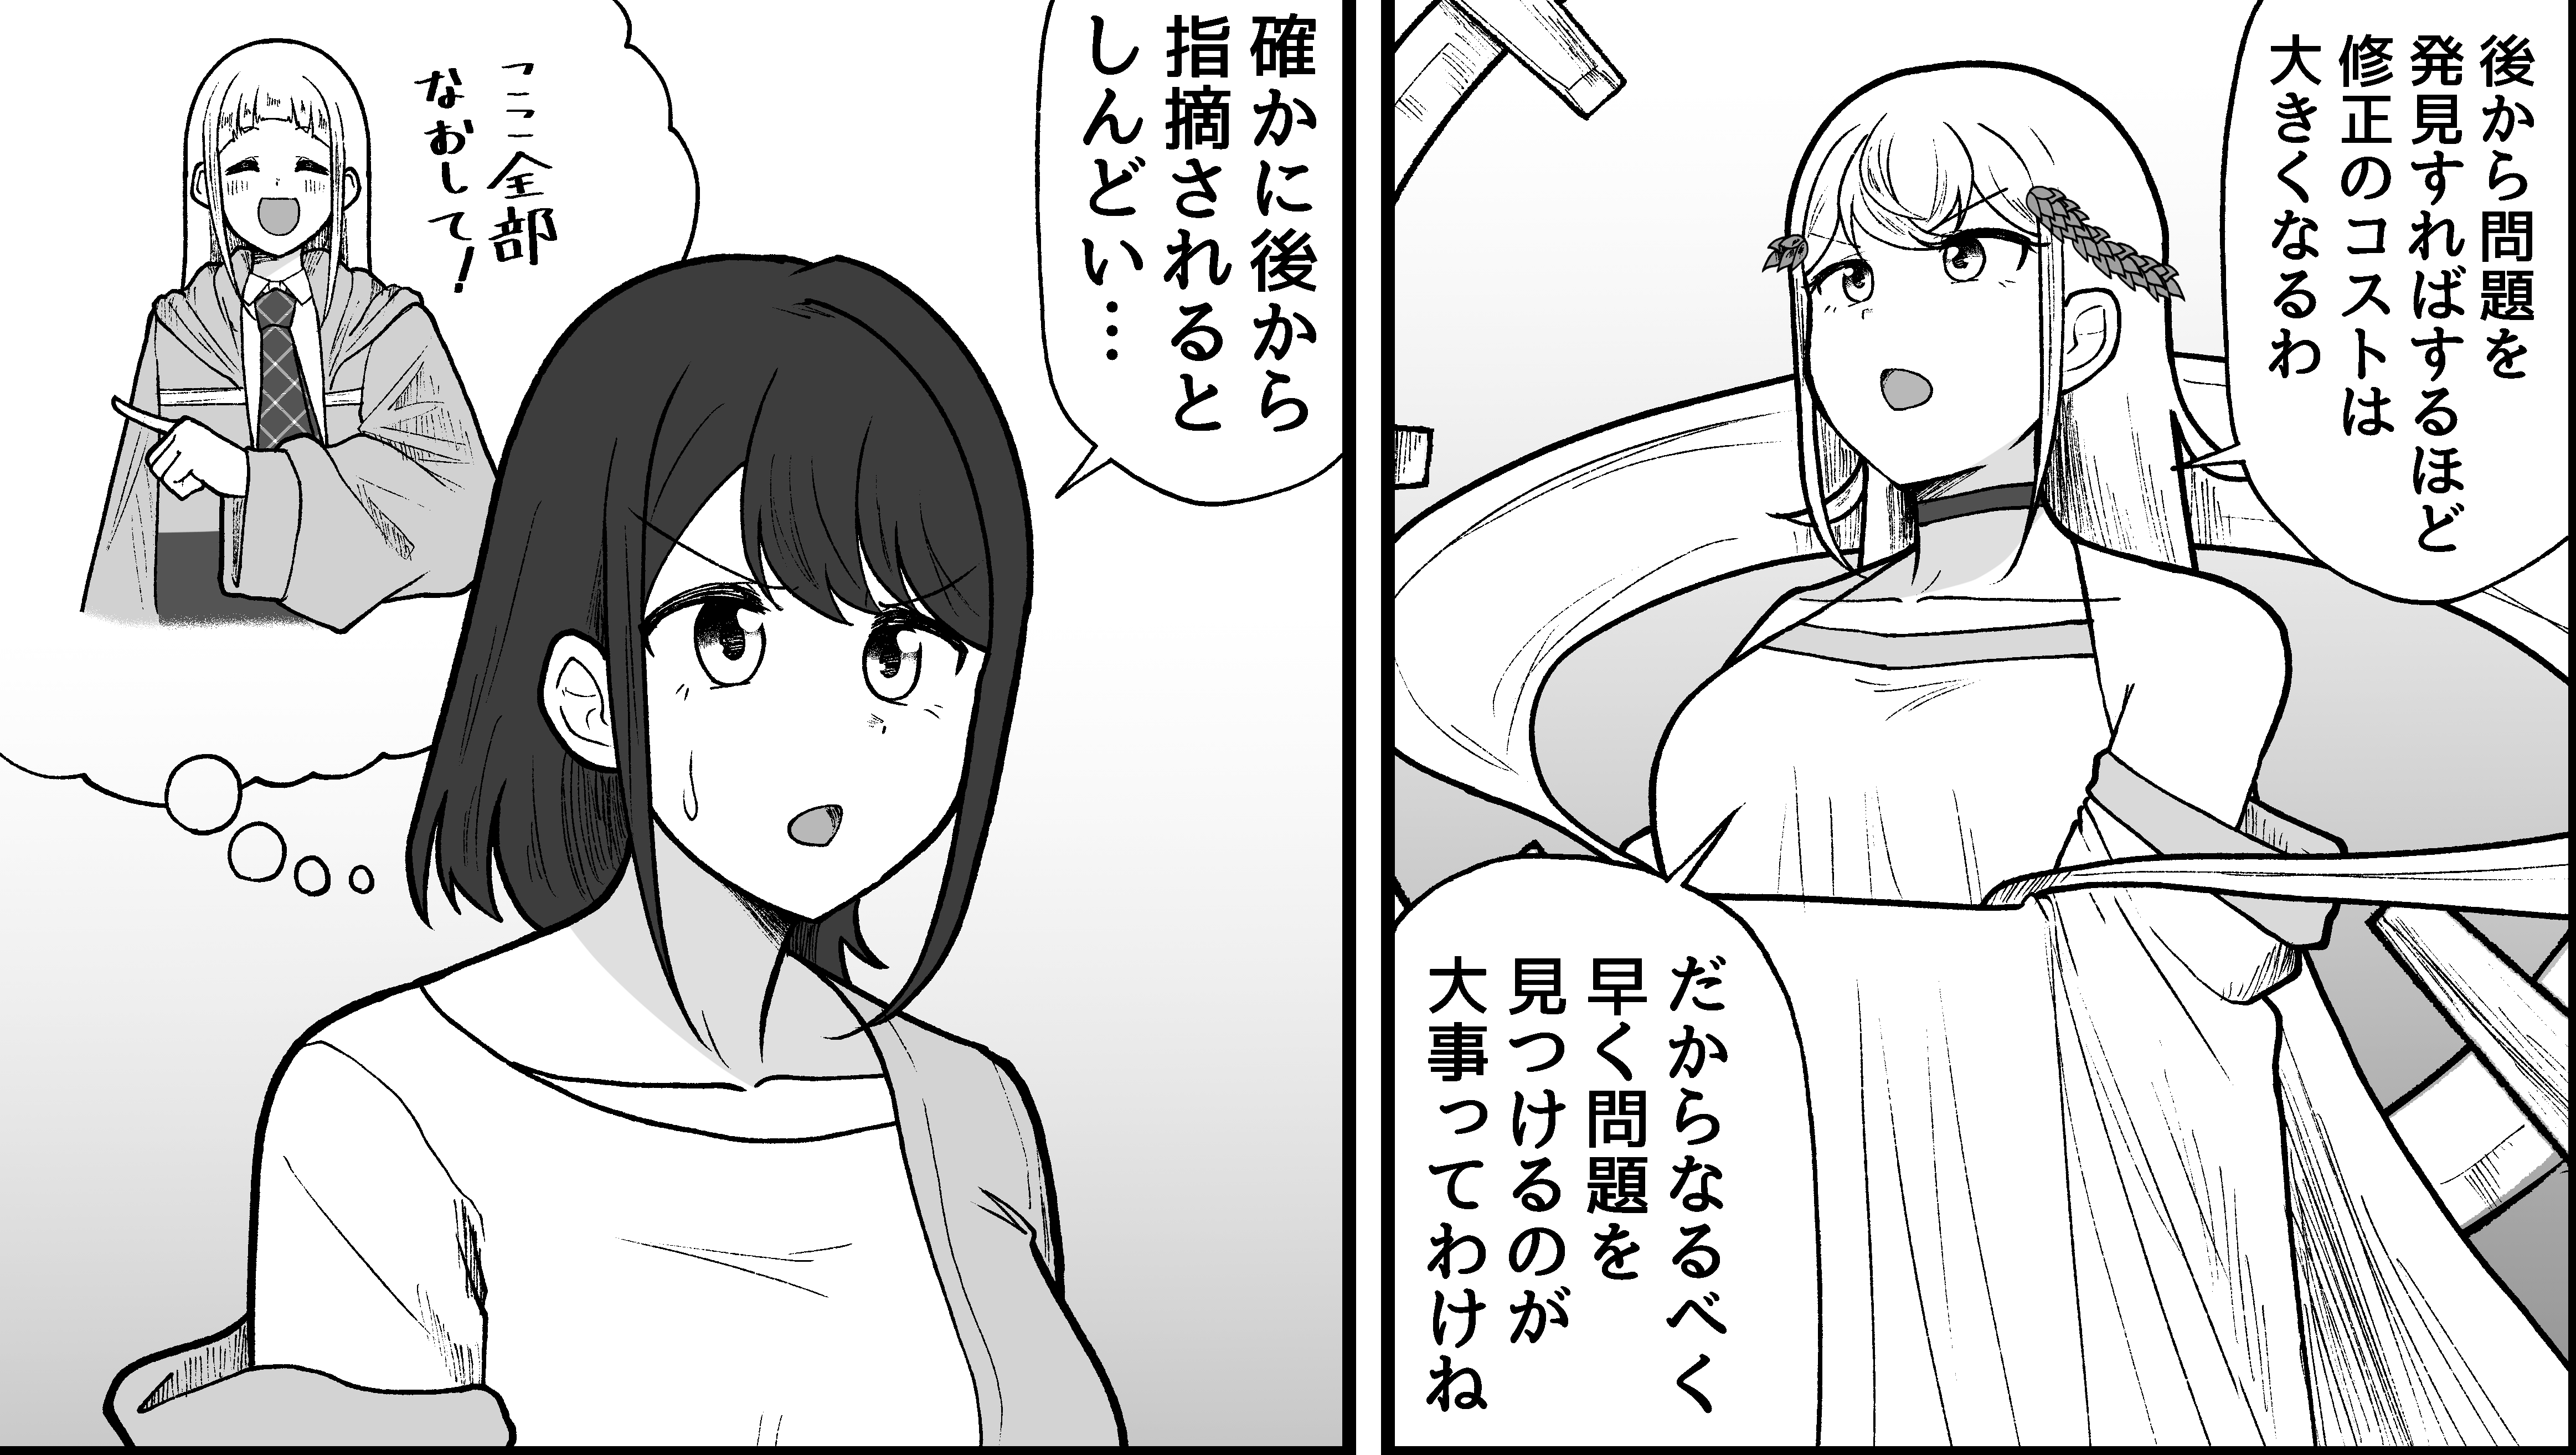 後から問題を
発見すればするほど
修正のコストは
大きくなるわ
だからなるべく
早く問題を
見つけるのが
大事ってわけね
確かに後から
指摘されると
しんどい…
ここ全部
なおして!